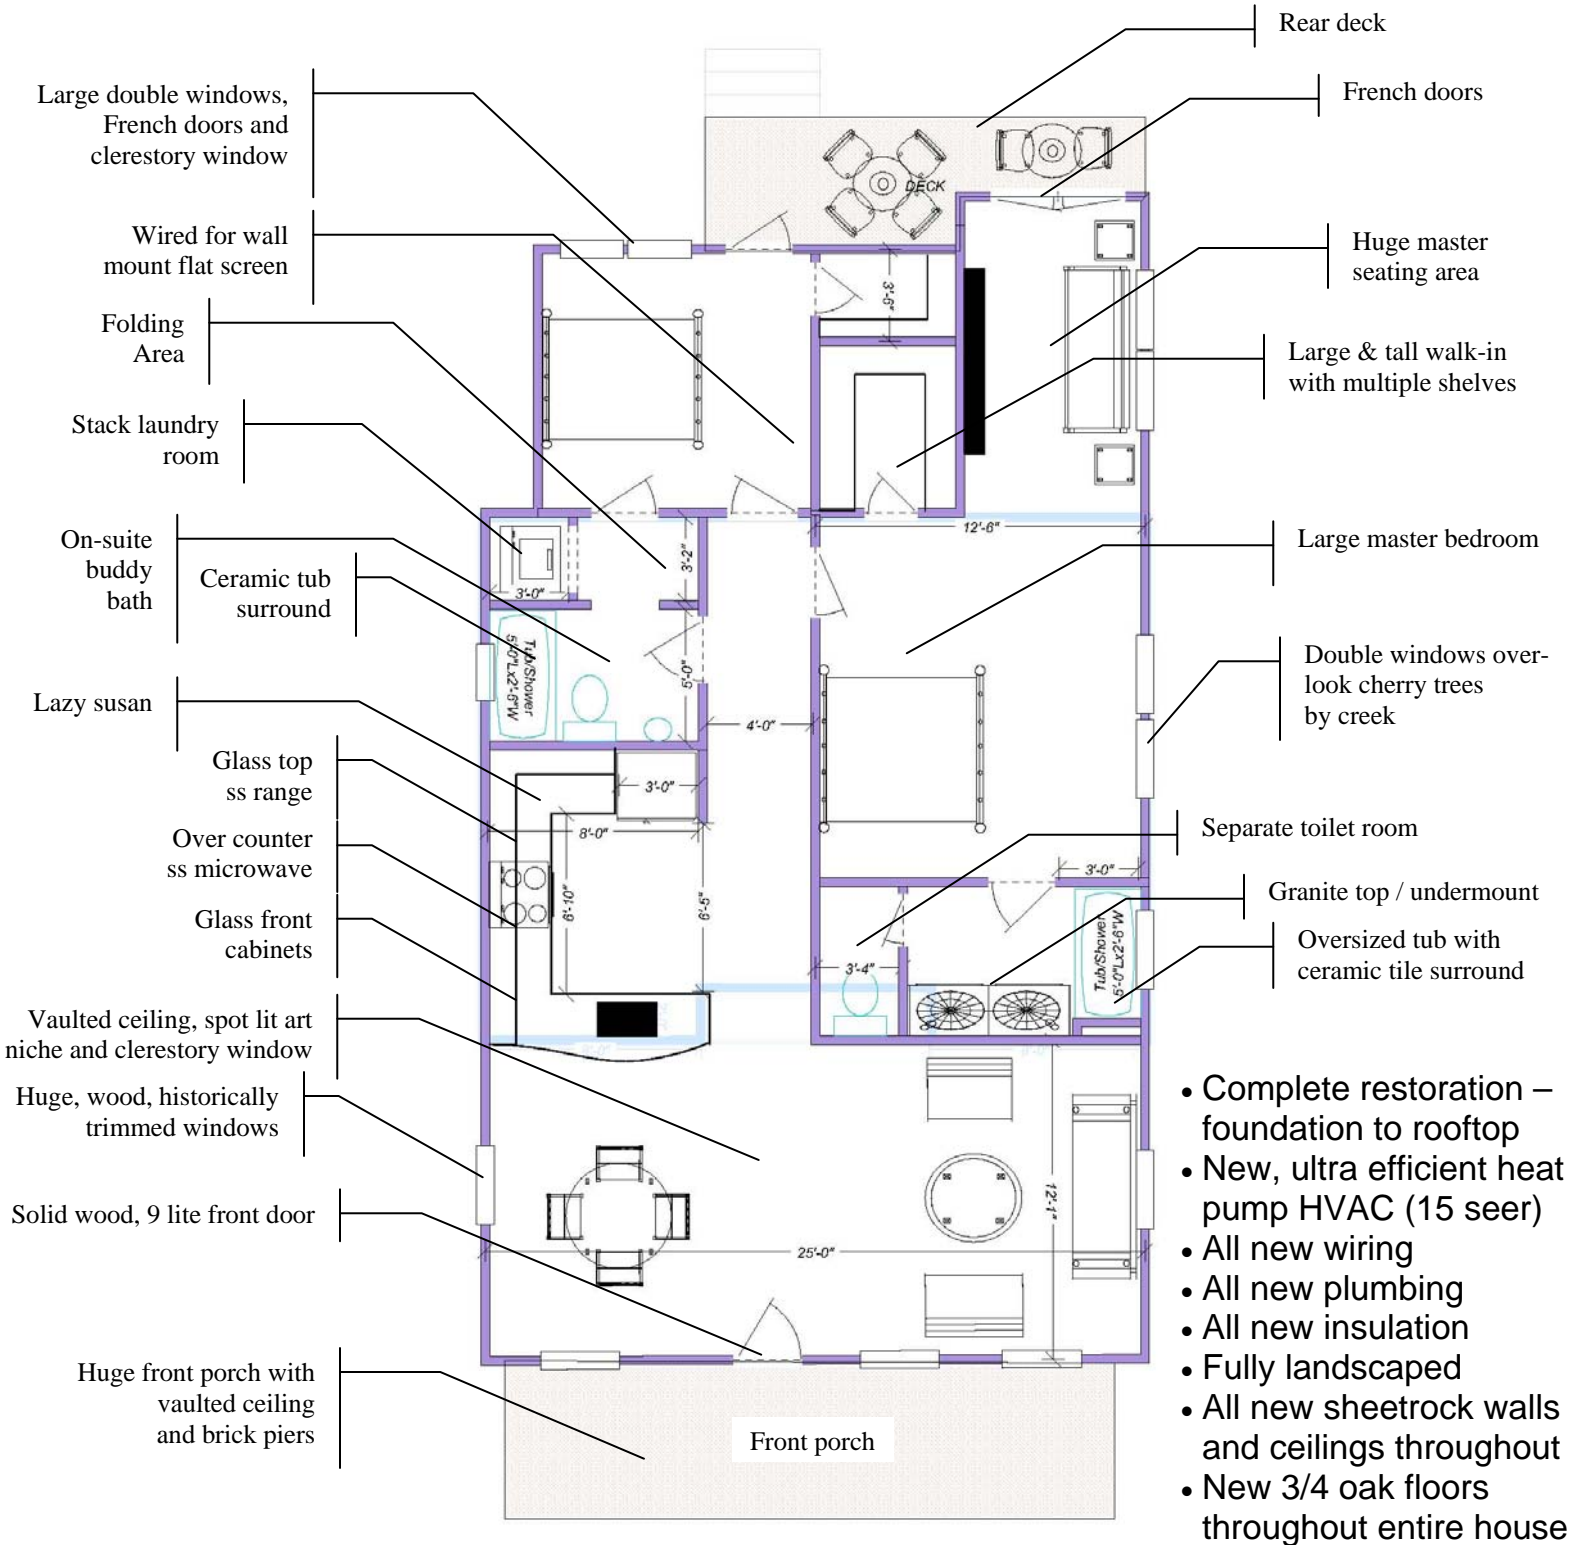 Rear deck
French doors
Large double windows,
French doors and
clerestory window
DECK
Wired for wall
mount flat screen
Huge master
seating area
3'-6"
Folding
Area
Large & tall walk-in
with multiple shelves
Stack laundry
room
12'-6"
On-suite
buddy
bath
Large master bedroom
3'-2"
3'-0"
Ceramic tub
surround
Tub/Shower
5'-0"Lx2'-6"W
5'-0"
Double windows over-
look cherry trees
by creek
Lazy susan
4'-0"
Glass top
ss range
3'-0"
8'-0"
Over counter
ss microwave
Separate toilet room
3'-0"
Granite top / undermount
6'-10"
6'-5"
Glass front
cabinets
Tub/Shower
5'-0"Lx2'-6"W
Oversized tub with
ceramic tile surround
3'-4"
Vaulted ceiling, spot lit art
niche and clerestory window
Huge, wood, historically
trimmed windows
12'-1"
Solid wood, 9 lite front door
25'-0"
Huge front porch with
vaulted ceiling
and brick piers
Front porch
• Complete restoration –
foundation to rooftop
• New, ultra efficient heat
pump HVAC (15 seer)
• All new wiring
• All new plumbing
• All new insulation
• Fully landscaped
• All new sheetrock walls
and ceilings throughout
• New 3/4 oak floors
throughout entire house